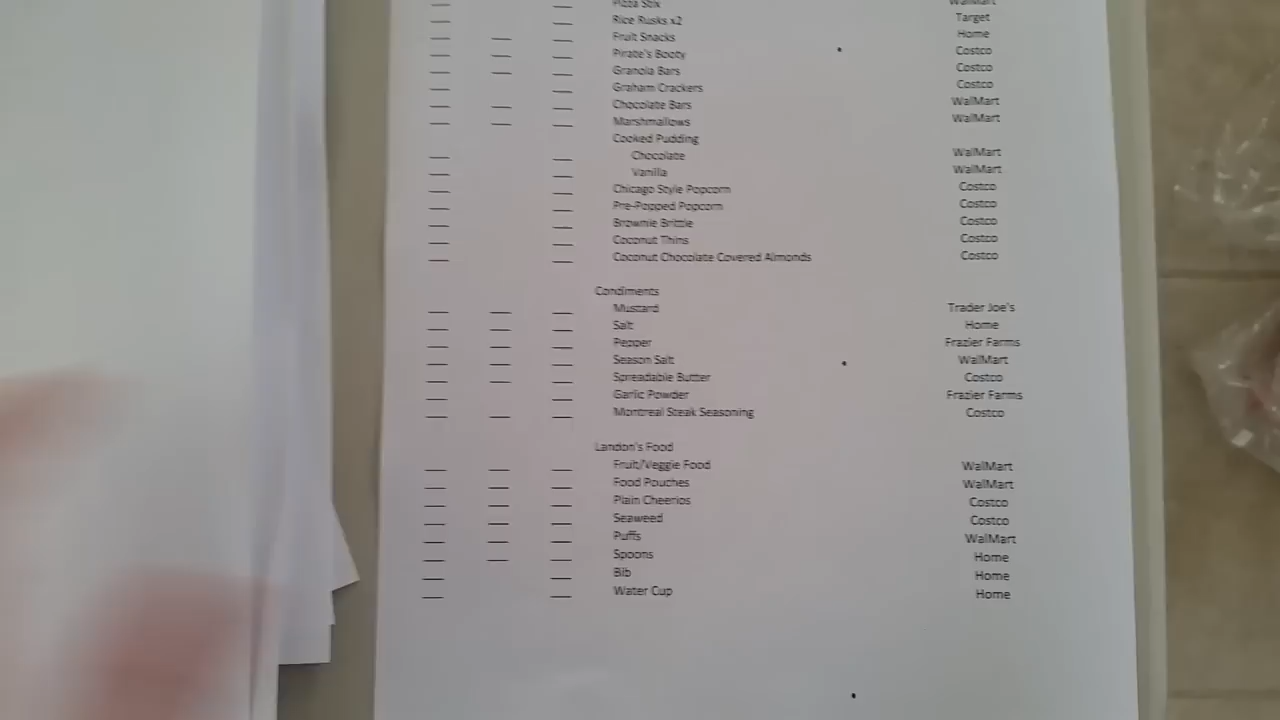 Pizza Stix WalMart
Rice Rusks x2 Target
Fruit Snacks Home
Pirate's Booty Costco
Granola Bars Costco
Graham Crackers Costco
Chocolate Bars WalMart
Marshmallows WalMart
Cooked Pudding
Chocolate WalMart
Vanilla WalMart
Chicago Style Popcorn Costco
Pre-Popped Popcorn Costco
Brownie Brittle Costco
Coconut Thins Costco
Coconut Chocolate Covered Almonds Costco
Condiments
Mustard Trader Joe's
Salt Home
Pepper Frazier Farms
Season Salt WalMart
Spreadable Butter Costco
Garlic Powder Frazier Farms
Montreal Steak Seasoning Costco
Landon's Food
Fruit/Veggie Food WalMart
Food Pouches WalMart
Plain Cheerios Costco
Seaweed Costco
Puffs WalMart
Spoons Home
Bib Home
Water Cup Home